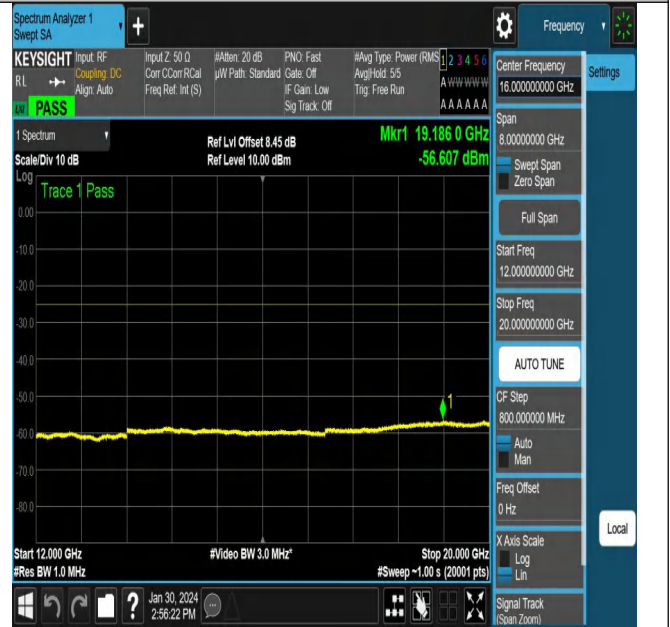 Spectrum Analyzer 1
Swept SA
Frequency
KEYSIGHT
RL
Input: RF
Coupling: DC
Align: Auto
Input Z: 50 Ω
Corr CCorr RCal
Freq Ref: Int (S)
#Atten: 20 dB
µW Path: Standard
PNO: Fast
Gate: Off
IF Gain: Low
Sig Track: Off
#Avg Type: Power (RMS
Avg|Hold: 5/5
Trig: Free Run
1 2 3 4 5 6
A W W W W W
A A A A A A
LXI
PASS
1 Spectrum
Scale/Div 10 dB
Ref Lvl Offset 8.45 dB
Ref Level 10.00 dBm
Mkr1 19.186 0 GHz
-56.607 dBm
Log
Trace 1 Pass
0.00
-10.0
-20.0
-30.0
-40.0
-50.0
-60.0
-70.0
-80.0
1
Start 12.000 GHz
#Res BW 1.0 MHz
#Video BW 3.0 MHz*
Stop 20.000 GHz
#Sweep ~1.00 s (20001 pts)
Jan 30, 2024
2:56:22 PM
Center Frequency
16.00000000 GHz
Settings
Span
8.00000000 GHz
Swept Span
Zero Span
Full Span
Start Freq
12.000000000 GHz
Stop Freq
20.000000000 GHz
AUTO TUNE
CF Step
800.000000 MHz
Auto
Man
Freq Offset
0 Hz
X Axis Scale
Log
Lin
Local
Signal Track
(Span Zoom)